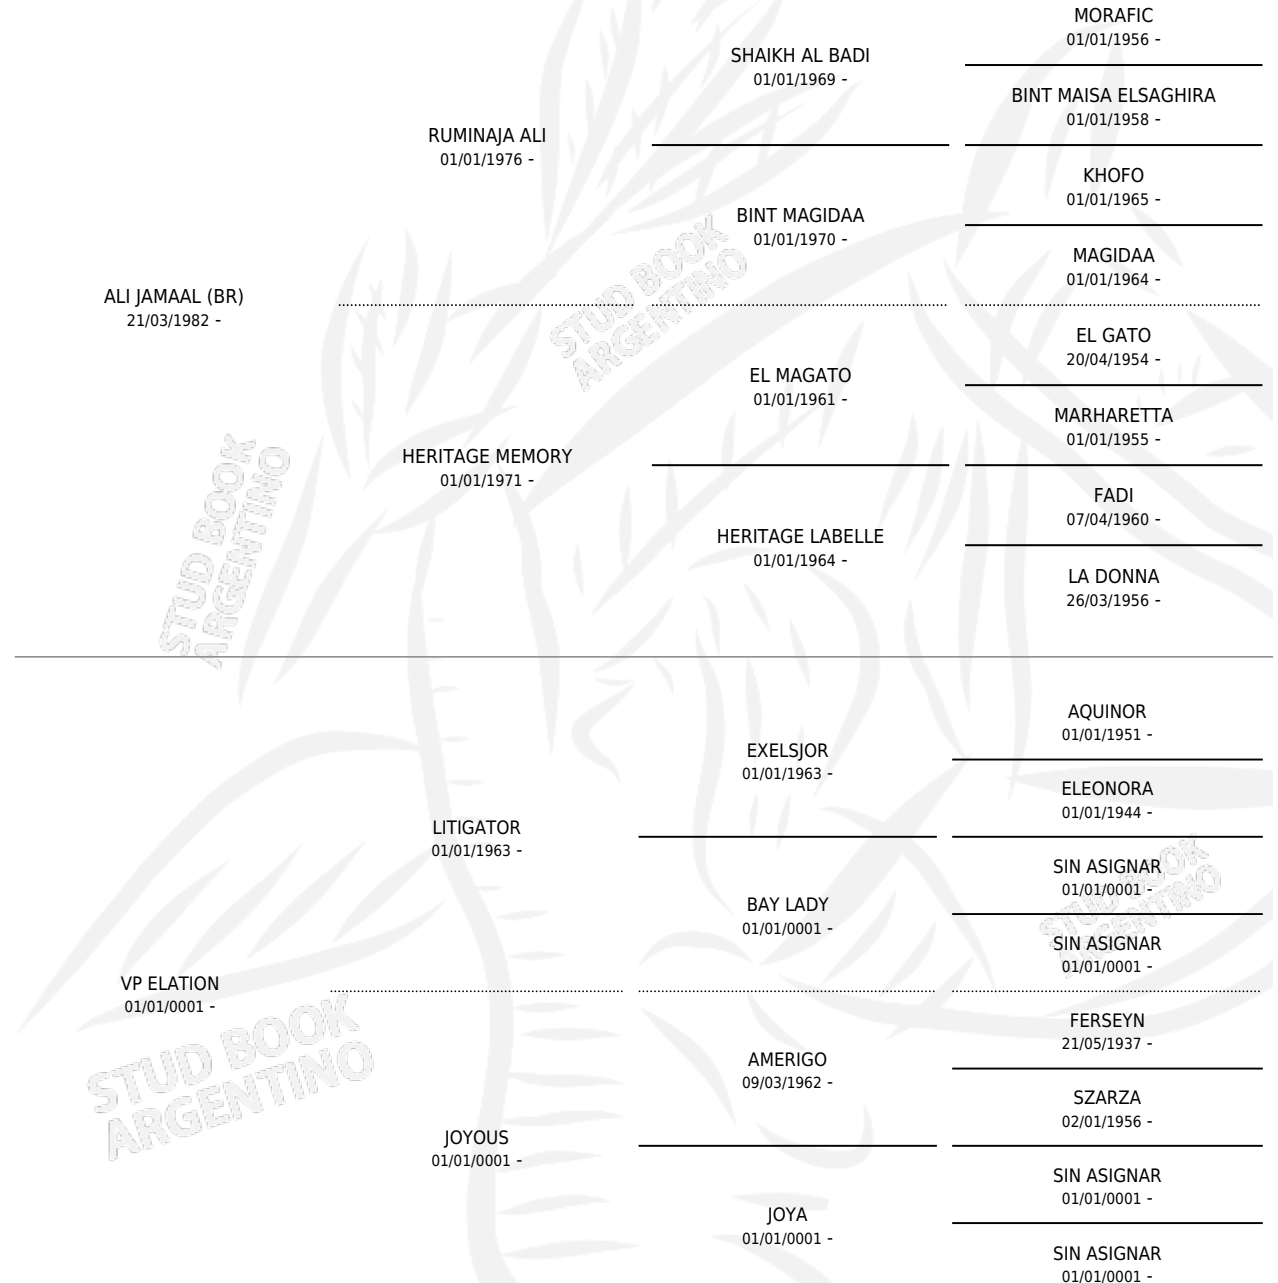 MORAFIC
01/01/1956 -
SHAIKH AL BADI
01/01/1969 -
BINT MAISA ELSAGHIRA
01/01/1958 -
RUMINAJA ALI
01/01/1976 -
KHOFO
01/01/1965 -
BINT MAGIDAA
01/01/1970 -
MAGIDAA
01/01/1964 -
ALI JAMAAL (BR)
21/03/1982 -
STUD BOOK
ARGENTINO
EL GATO
20/04/1954 -
EL MAGATO
01/01/1961 -
MARHARETTA
01/01/1955 -
HERITAGE MEMORY
01/01/1971 -
FADI
07/04/1960 -
HERITAGE LABELLE
01/01/1964 -
LA DONNA
26/03/1956 -
STUD BOOK
ARGENTINO
AQUINOR
01/01/1951 -
EXELSJOR
01/01/1963 -
ELEONORA
01/01/1944 -
LITIGATOR
01/01/1963 -
SIN ASIGNAR
01/01/0001 -
BAY LADY
01/01/0001 -
SIN ASIGNAR
01/01/0001 -
STUD BOOK
ARGENTINO
VP ELATION
01/01/0001 -
FERSEYN
21/05/1937 -
AMERIGO
09/03/1962 -
SZARZA
02/01/1956 -
STUD BOOK
ARGENTINO
JOYOUS
01/01/0001 -
SIN ASIGNAR
01/01/0001 -
JOYA
01/01/0001 -
SIN ASIGNAR
01/01/0001 -